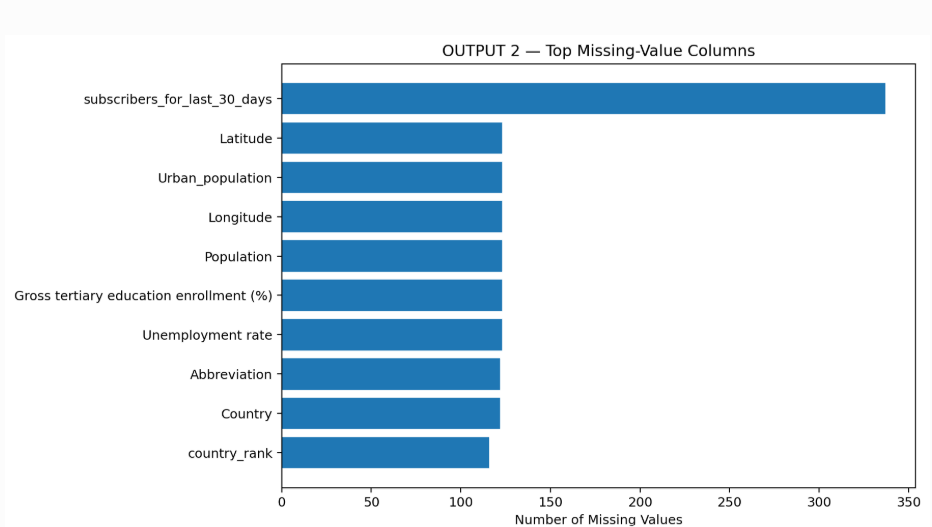 OUTPUT 2 — Top Missing-Value Columns
subscribers_for_last_30_days
Latitude
Urban_population
Longitude
Population
Gross tertiary education enrollment (%)
Unemployment rate
Abbreviation
Country
country_rank
0 50 100 150 200 250 300 350
Number of Missing Values